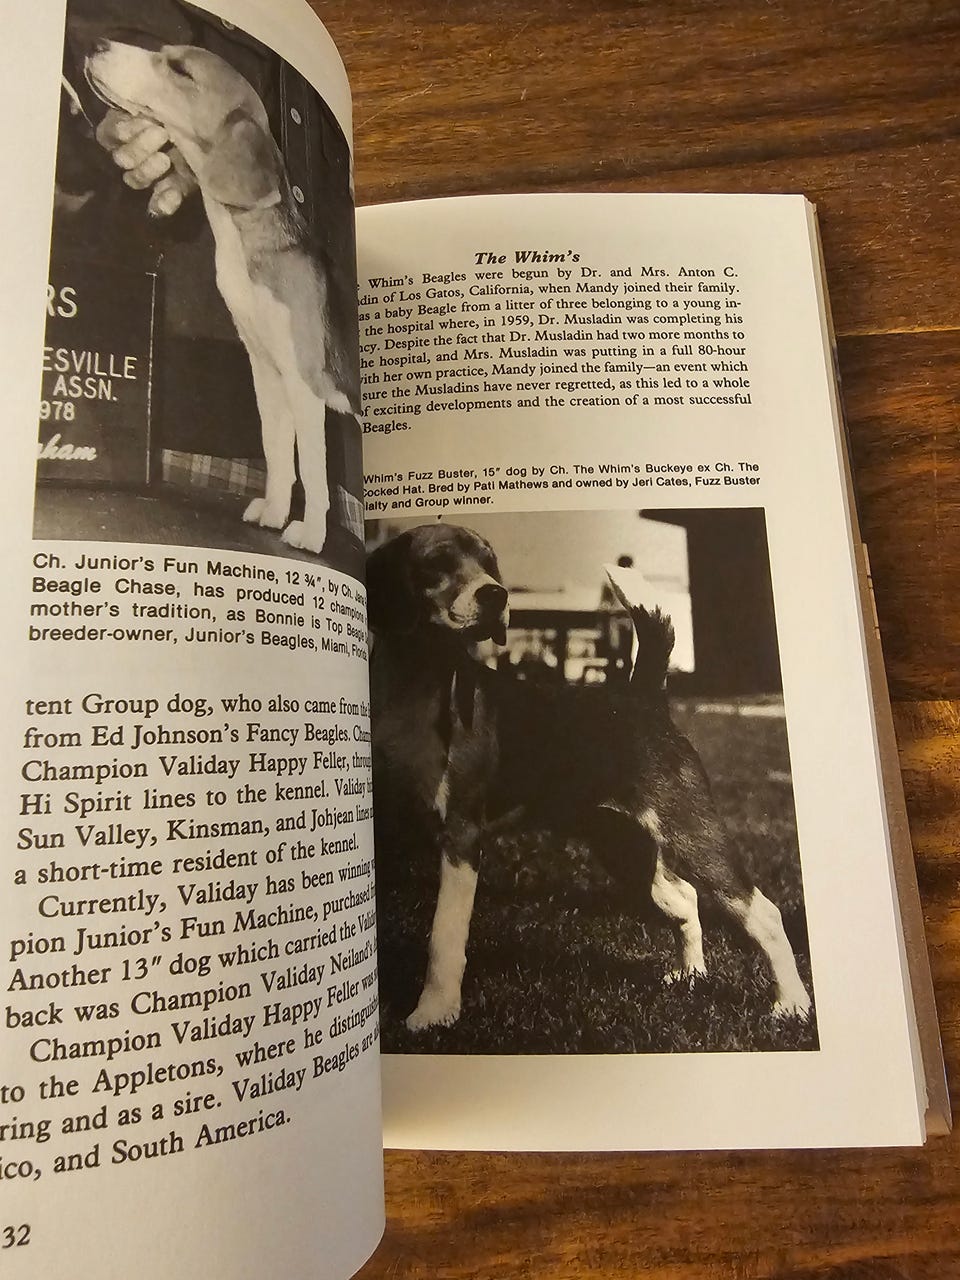 RS
ESVILLE
ASSN.
978
ham
Ch. Junior's Fun Machine, 12 ¾", by Ch.
Beagle Chase, has produced 12 champions
mother's tradition, as Bonnie is Top Beagle
breeder-owner, Junior's Beagles, Miami, Florida
tent Group dog, who also came from the
from Ed Johnson's Fancy Beagles.
Champion Validay Happy Feller,
Hi Spirit lines to the kennel. Validay
Sun Valley, Kinsman, and Johjean lines
a short-time resident of the kennel.
Currently, Validay has been winning
pion Junior's Fun Machine, purchased
Another 13" dog which carried the
back was Champion Validay Neiland's
Champion Validay Happy Feller was
to the Appletons, where he
ring and as a sire. Validay Beagles are
ico, and South America.
32
The Whim's
Whim's Beagles were begun by Dr. and Mrs. Anton C.
din of Los Gatos, California, when Mandy joined their family.
as a baby Beagle from a litter of three belonging to a young in-
the hospital where, in 1959, Dr. Musladin was completing his
cy. Despite the fact that Dr. Musladin had two more months to
he hospital, and Mrs. Musladin was putting in a full 80-hour
ith her own practice, Mandy joined the family—an event which
sure the Musladins have never regretted, as this led to a whole
of exciting developments and the creation of a most successful
Beagles.
Whim's Fuzz Buster, 15" dog by Ch. The Whim's Buckeye ex Ch. The
Cocked Hat. Bred by Pati Mathews and owned by Jeri Cates, Fuzz Buster
ialty and Group winner.